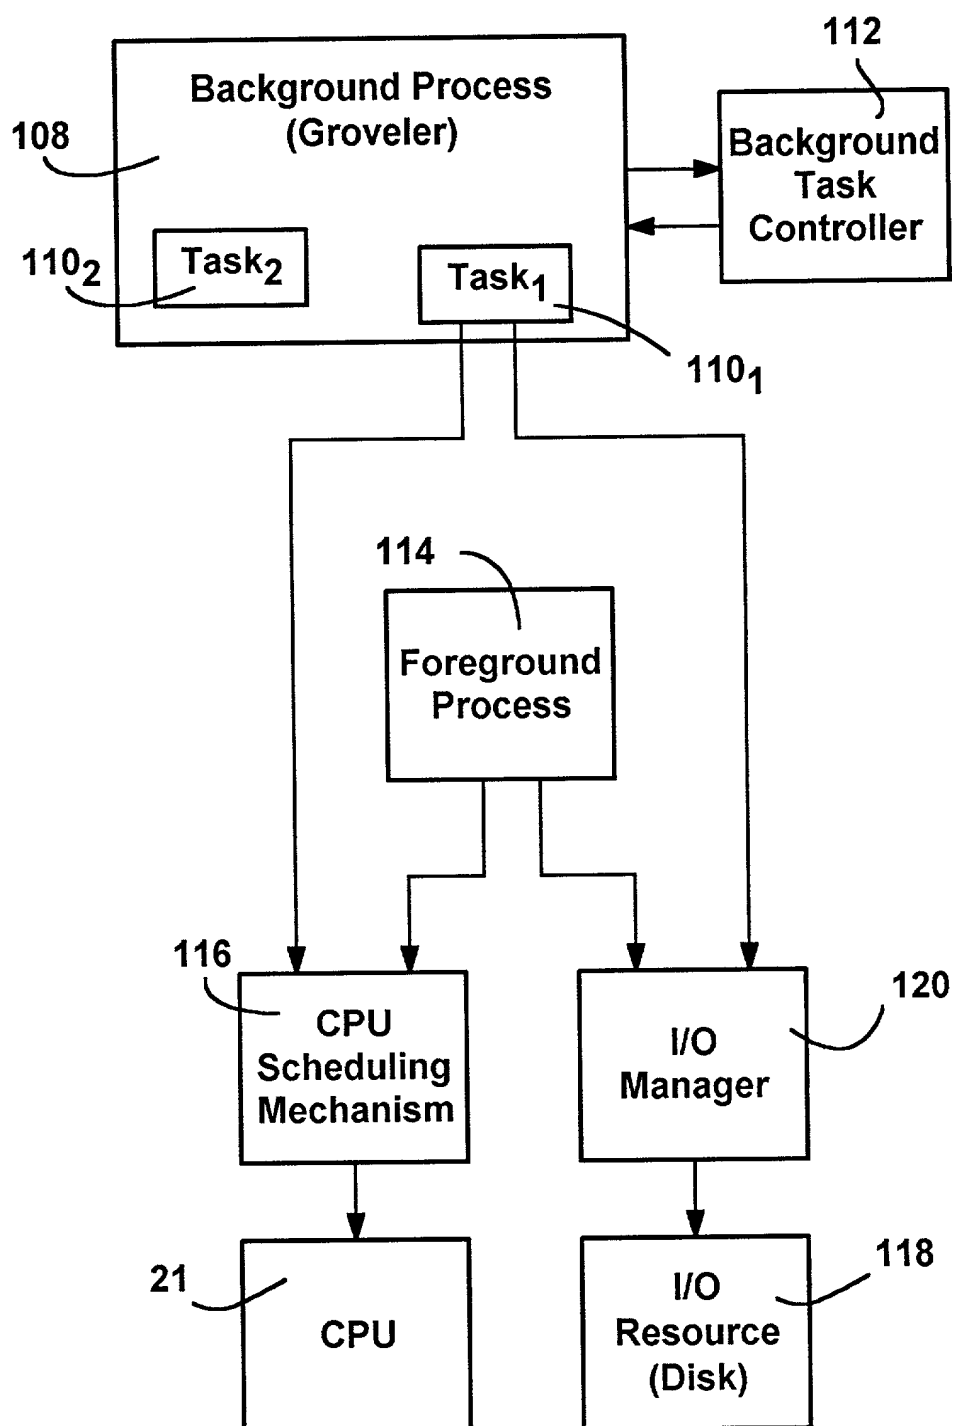 112
Background Process
(Groveler)
108
Background
Task
Controller
110₂
Task₂
Task₁
110₁
114
Foreground
Process
116
CPU
Scheduling
Mechanism
120
I/O
Manager
21
CPU
118
I/O
Resource
(Disk)